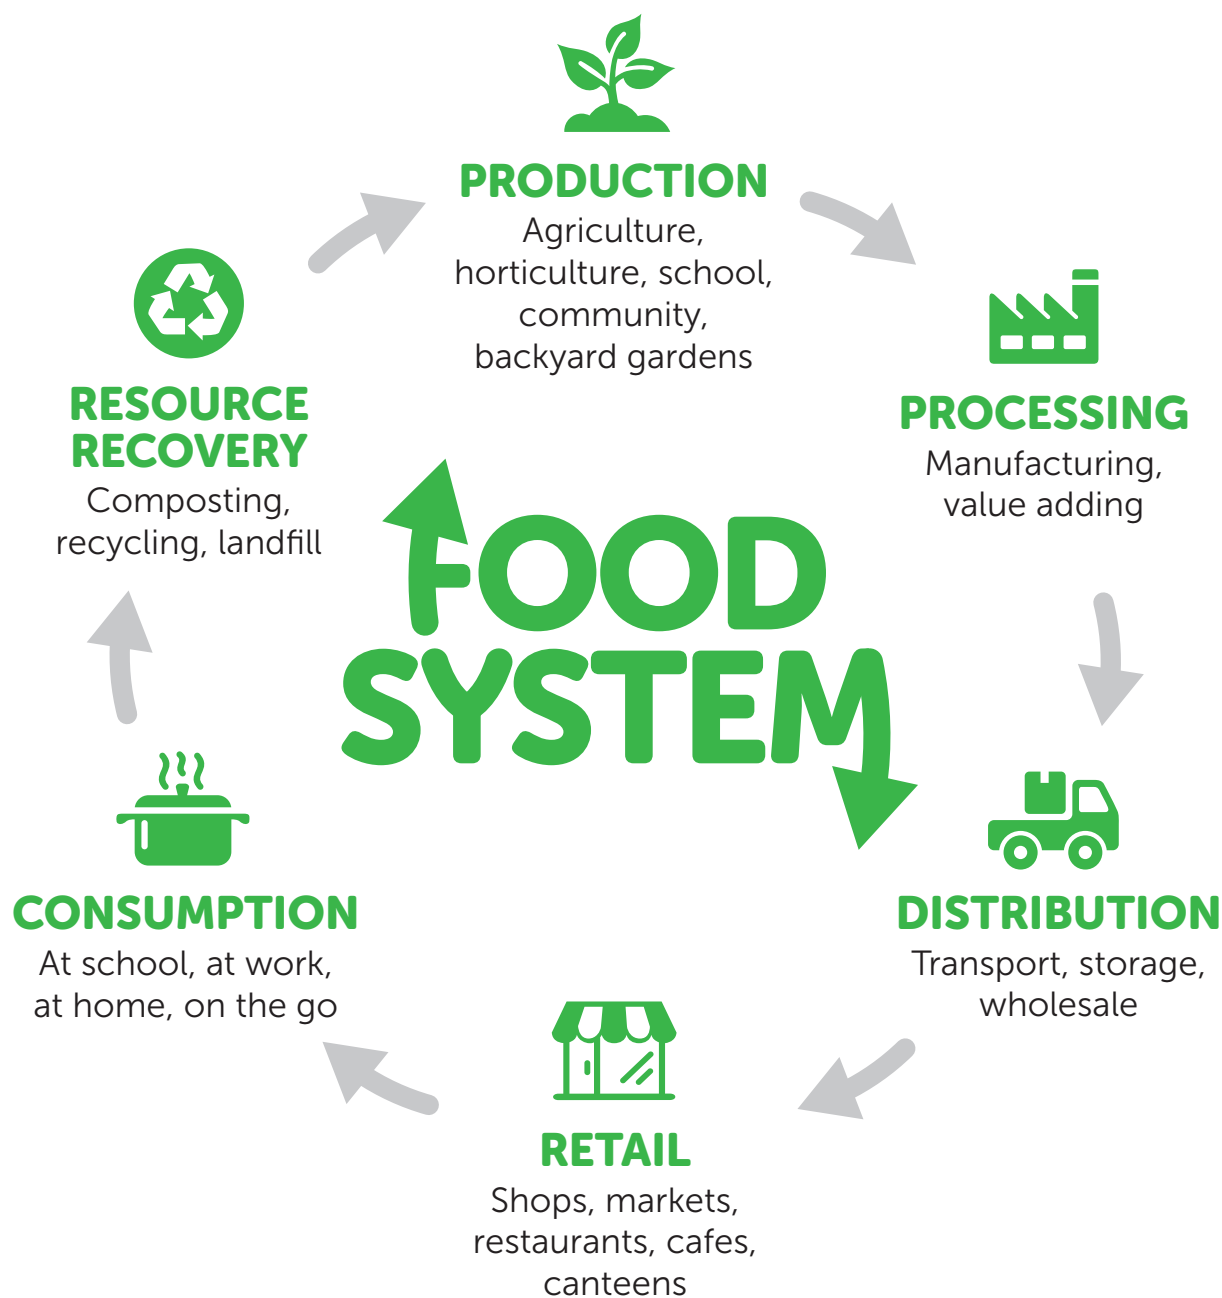 PRODUCTION
Agriculture,
horticulture, school,
community,
backyard gardens
PROCESSING
Manufacturing,
value adding
DISTRIBUTION
Transport, storage,
wholesale
RETAIL
Shops, markets,
restaurants, cafes,
canteens
CONSUMPTION
At school, at work,
at home, on the go
RESOURCE
RECOVERY
Composting,
recycling, landfill
FOOD
SYSTEM